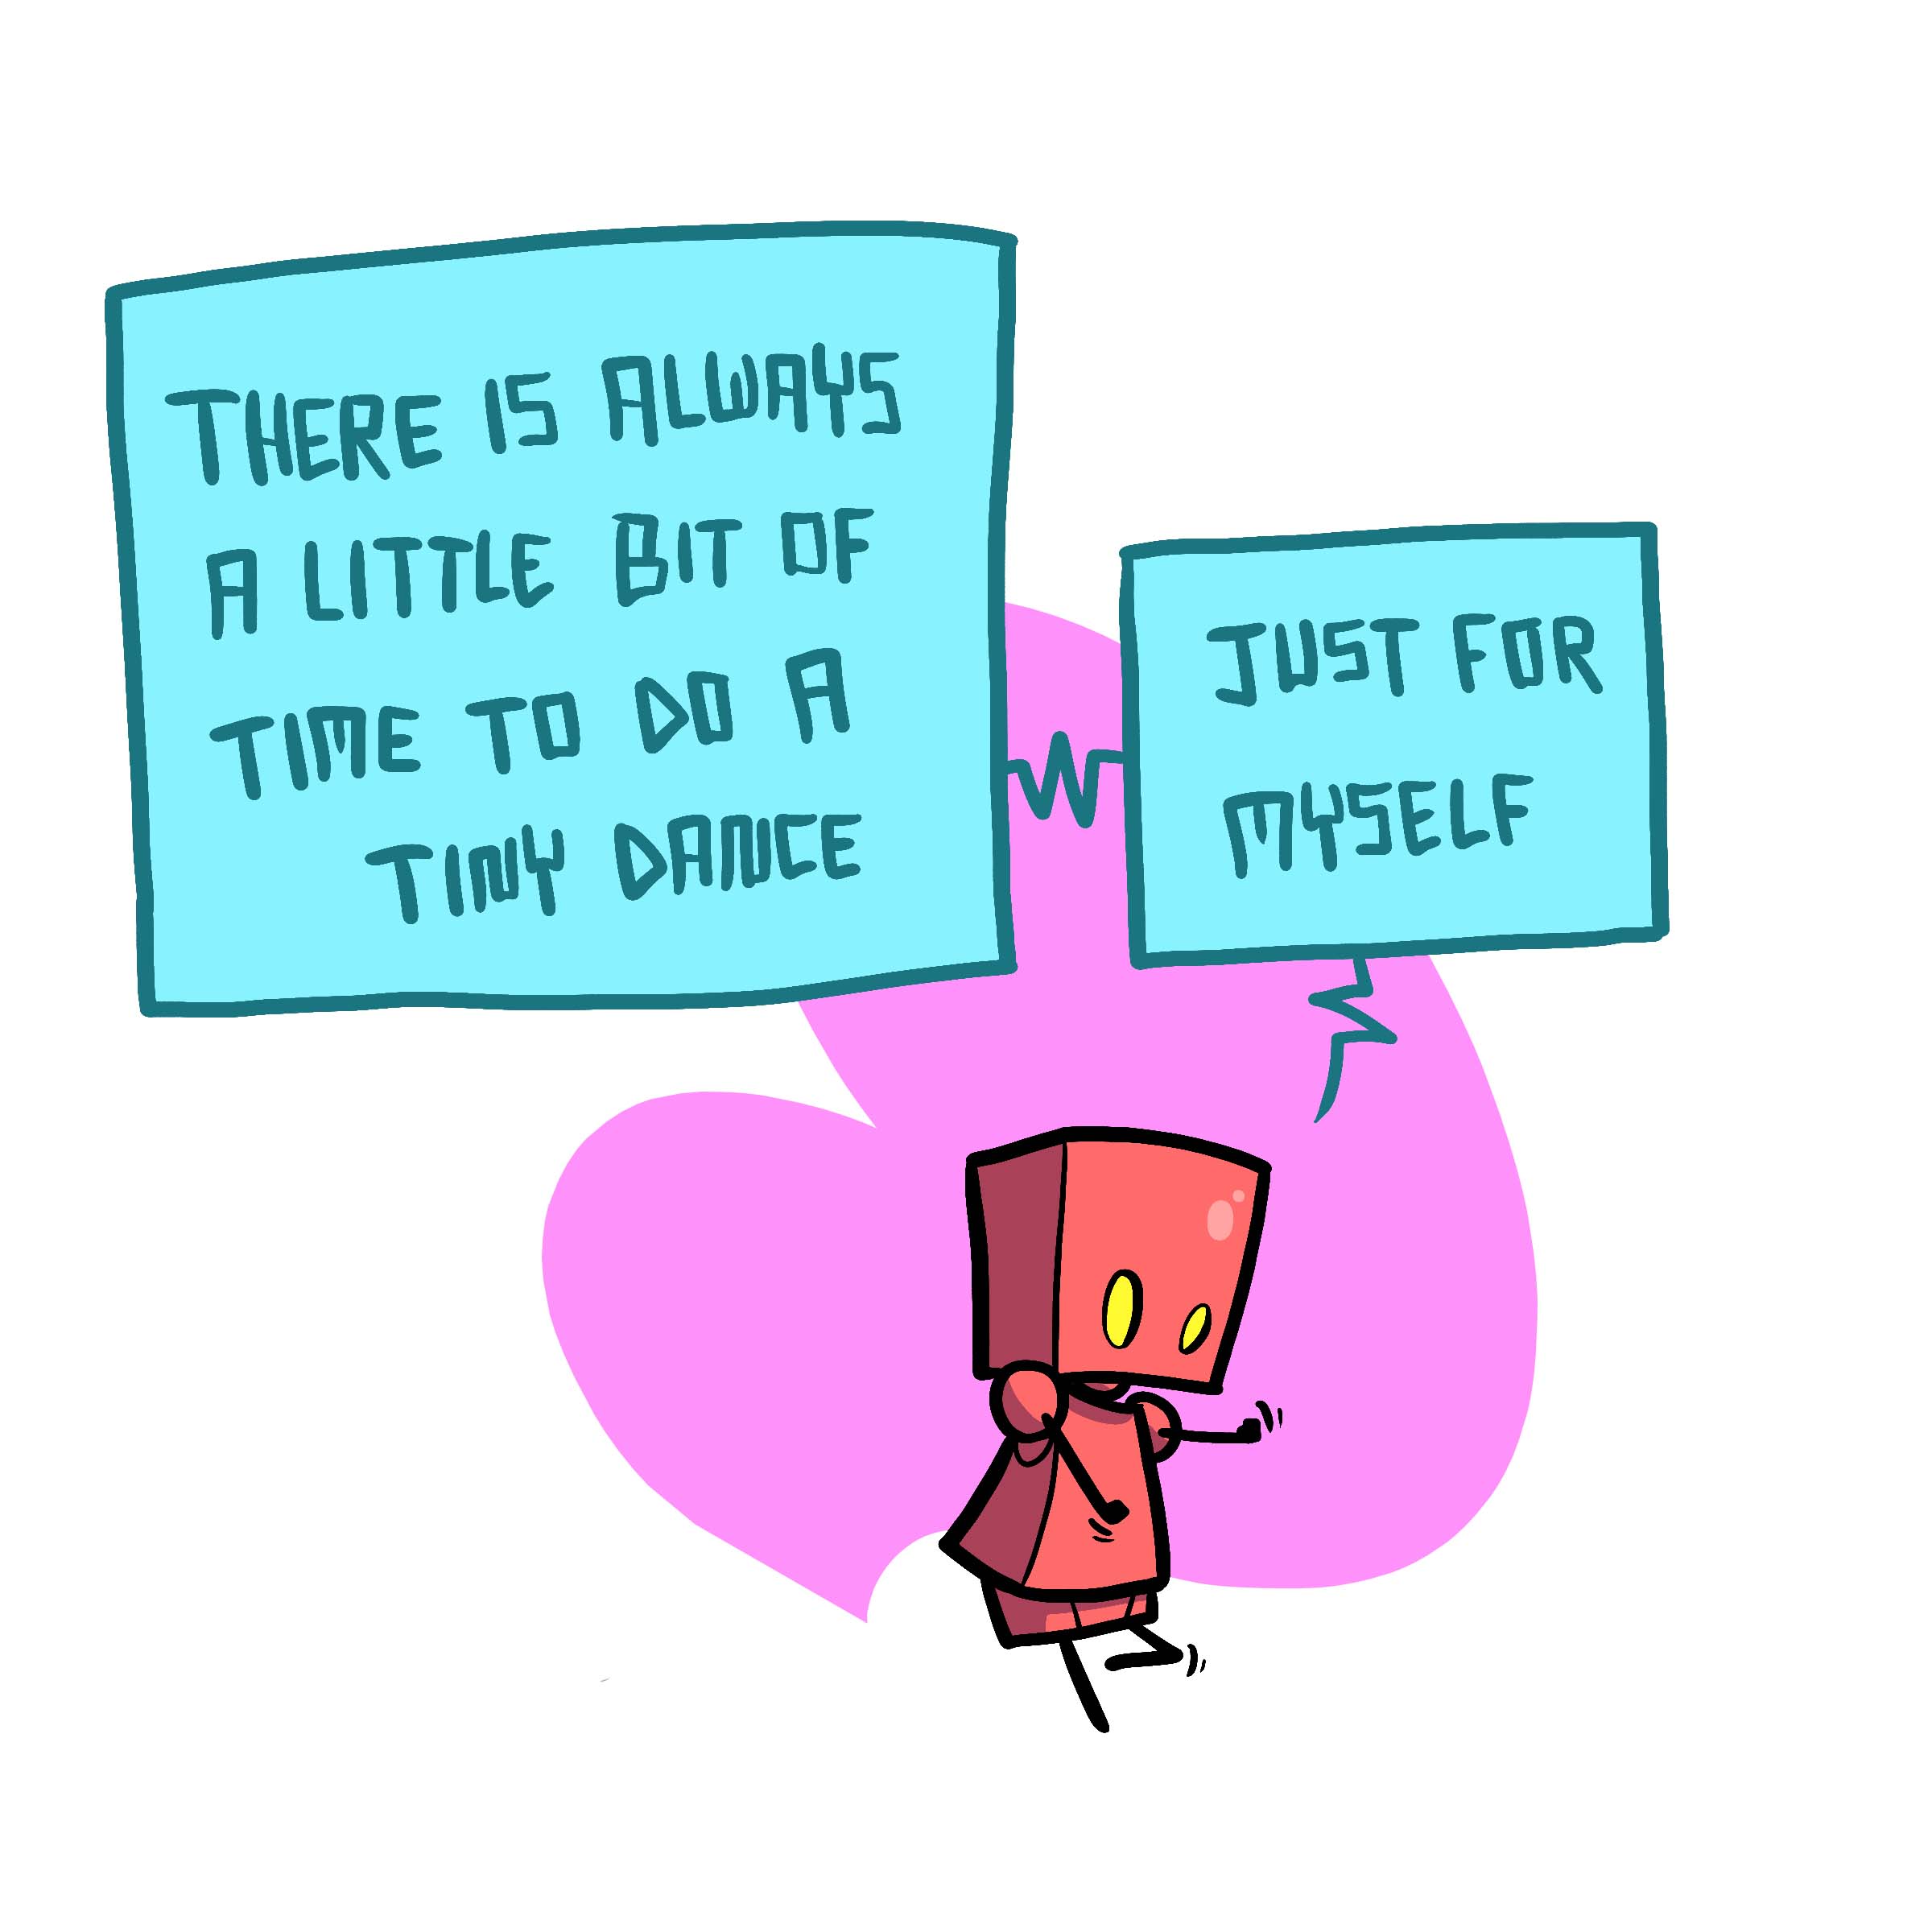 THERE IS ALWAYS
A LITTLE BIT OF
TIME TO DO A
TINY DANCE
JUST FOR
MYSELF